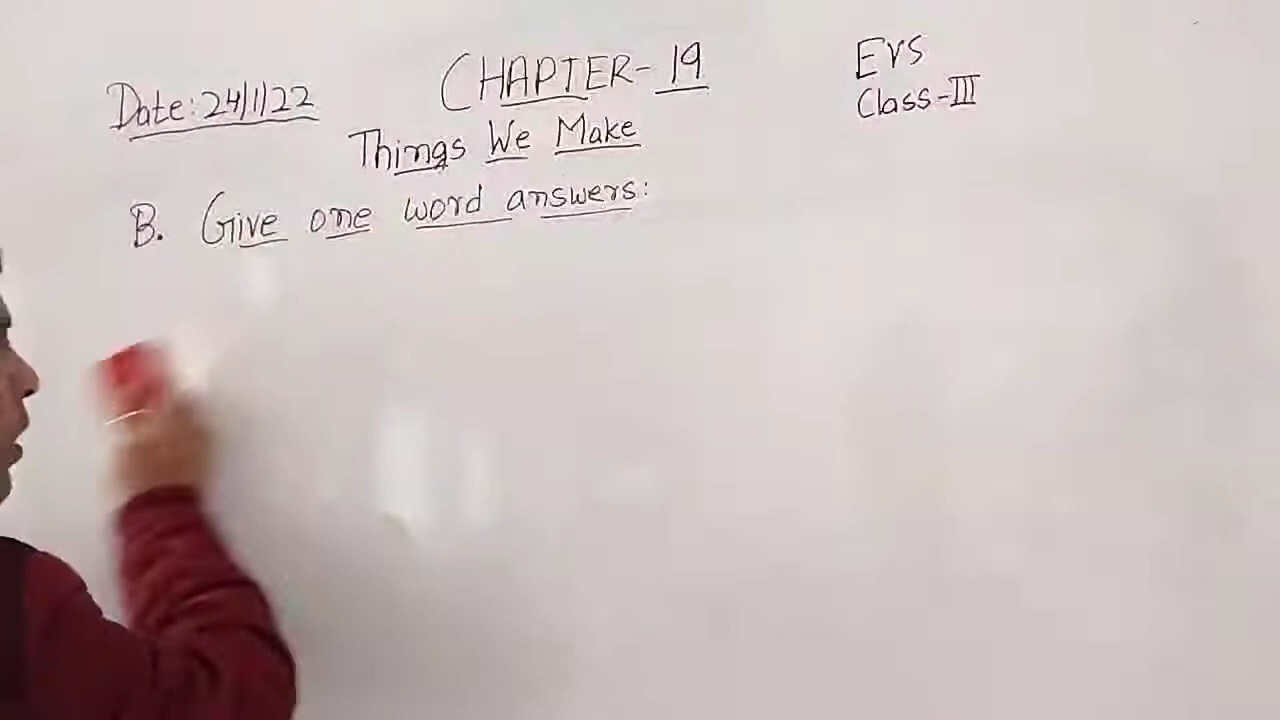 Date: 24/1/22
CHAPTER-19
EVS
Class-III
Things We Make
B. Give one word answers: